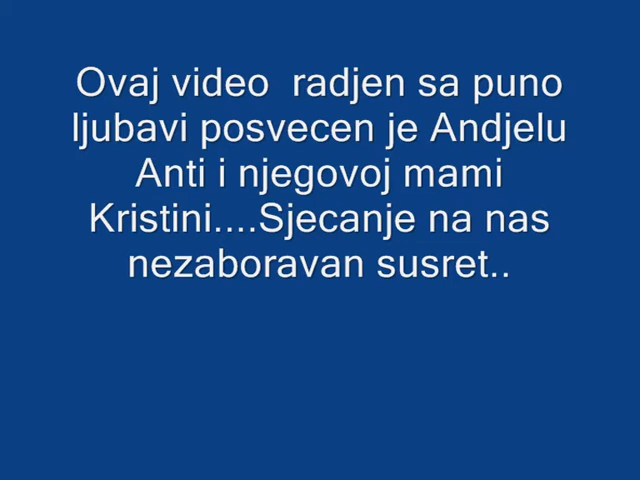 Ovaj video  radjen sa puno
ljubavi posvecen je Andjelu
Anti i njegovoj mami
Kristini....Sjecanje na nas
nezaboravan susret..